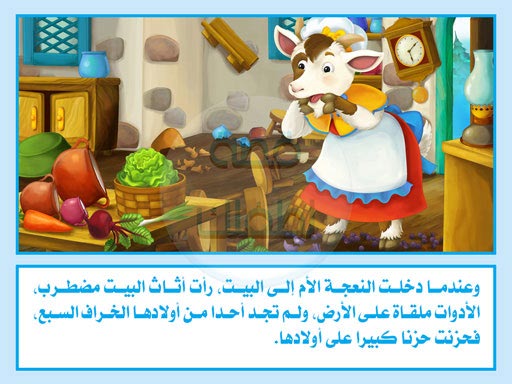 وعندما دخلت النعجة الأم إلى البيت، رأت أثاث البيت مضطرب،
الأدوات ملقاة على الأرض، ولم تجد أحدا من أولادها الخراف السبع،
فحزنت حزنا كبيرا على أولادها.